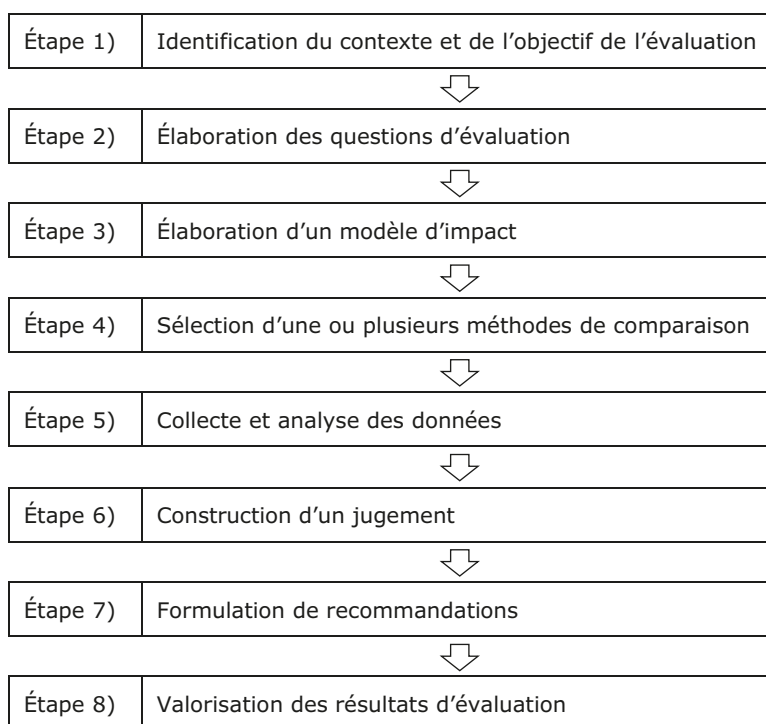 Étape 1) Identification du contexte et de l’objectif de l’évaluation
Étape 2) Élaboration des questions d’évaluation
Étape 3) Élaboration d’un modèle d’impact
Étape 4) Sélection d’une ou plusieurs méthodes de comparaison
Étape 5) Collecte et analyse des données
Étape 6) Construction d’un jugement
Étape 7) Formulation de recommandations
Étape 8) Valorisation des résultats d’évaluation